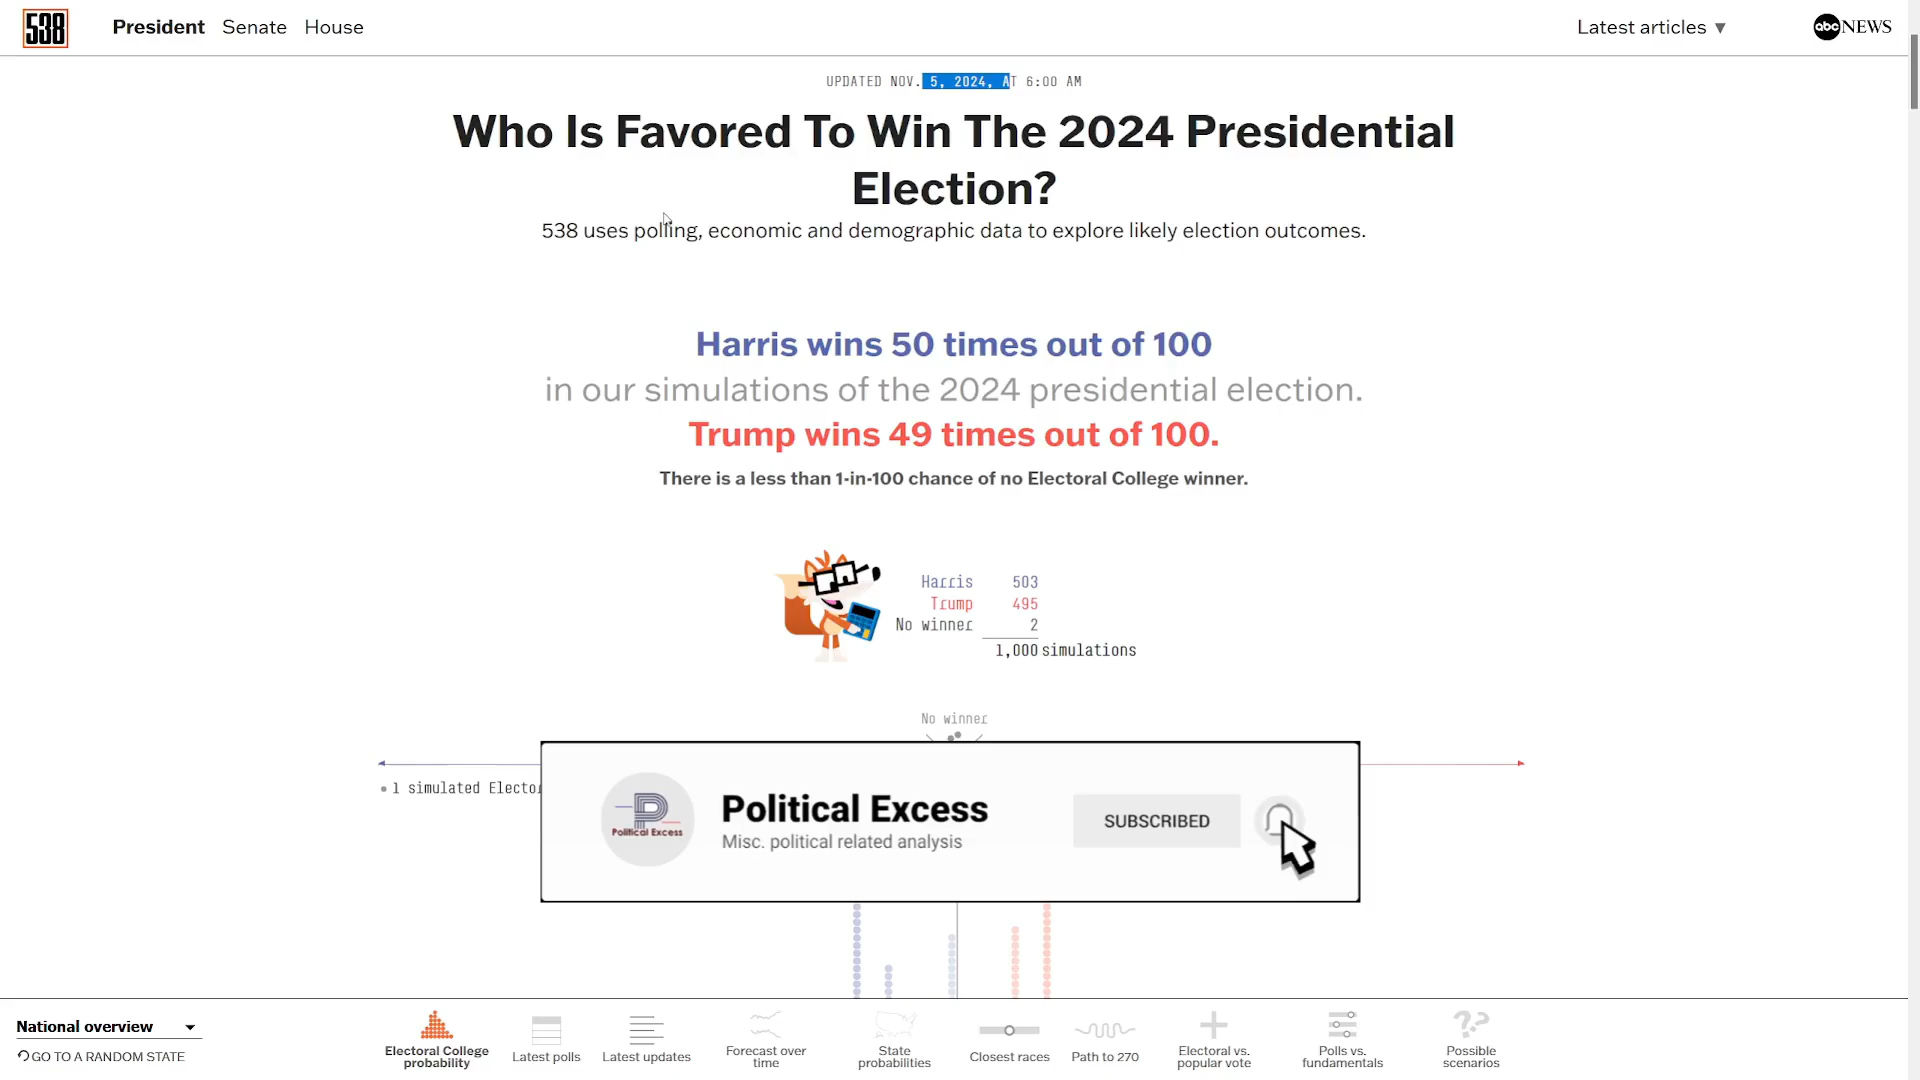 538 President Senate House Latest articles ▼ abc NEWS
UPDATED NOV. 5, 2024, AT 6:00 AM
Who Is Favored To Win The 2024 Presidential
Election?
538 uses polling, economic and demographic data to explore likely election outcomes.
Harris wins 50 times out of 100
in our simulations of the 2024 presidential election.
Trump wins 49 times out of 100.
There is a less than 1-in-100 chance of no Electoral College winner.
Harris 503
Trump 495
No winner 2
1,000 simulations
No winner
1 simulated
Political Excess
Political Excess
Misc. political related analysis
SUBSCRIBED
National overview
GO TO A RANDOM STATE
Electoral College
probability
Latest polls
Latest updates
Forecast over
time
State
probabilities
Closest races
Path to 270
Electoral vs.
popular vote
Polls vs.
fundamentals
Possible
scenarios